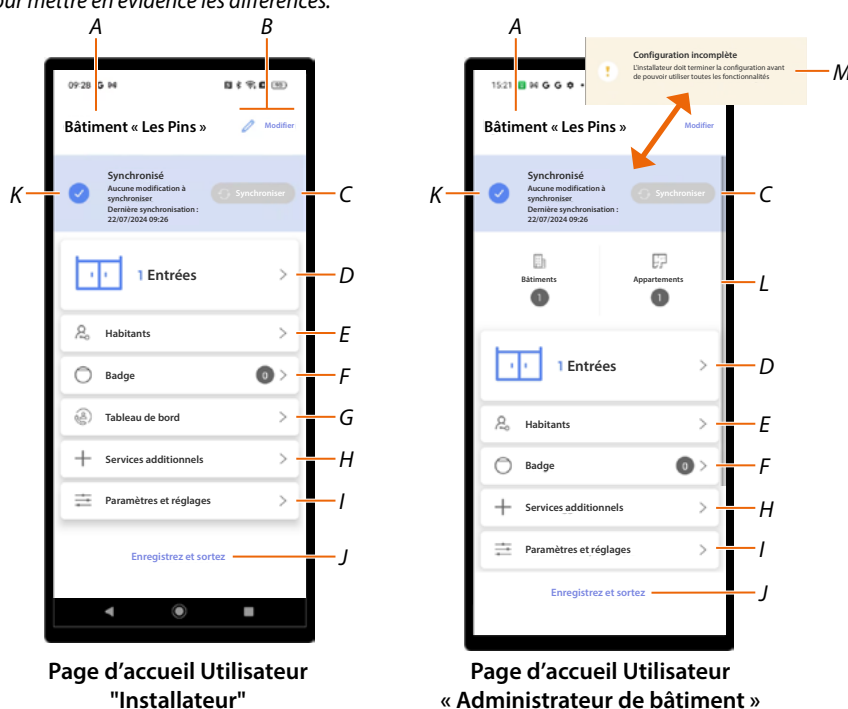 our mettre en évidence les différences.
A
B
09:28
Bâtiment « Les Pins »
Modifier
K
Synchronisé
Aucune modification à
synchroniser
Dernière synchronisation :
22/07/2024 09:26
Synchroniser
C
1 Entrées
D
Habitants
E
Badge
0
F
Tableau de bord
G
Services additionnels
H
Paramètres et réglages
I
Enregistrez et sortez
J
Page d’accueil Utilisateur
"Installateur"
A
Configuration incomplète
L'installateur doit terminer la configuration avant
de pouvoir utiliser toutes les fonctionnalités
M
15:21
Bâtiment « Les Pins »
Modifier
K
Synchronisé
Aucune modification à
synchroniser
Dernière synchronisation :
22/07/2024 09:26
Synchroniser
C
Bâtiments
1
Appartements
1
L
1 Entrées
D
Habitants
E
Badge
0
F
Services additionnels
H
Paramètres et réglages
I
Enregistrez et sortez
J
Page d’accueil Utilisateur
« Administrateur de bâtiment »